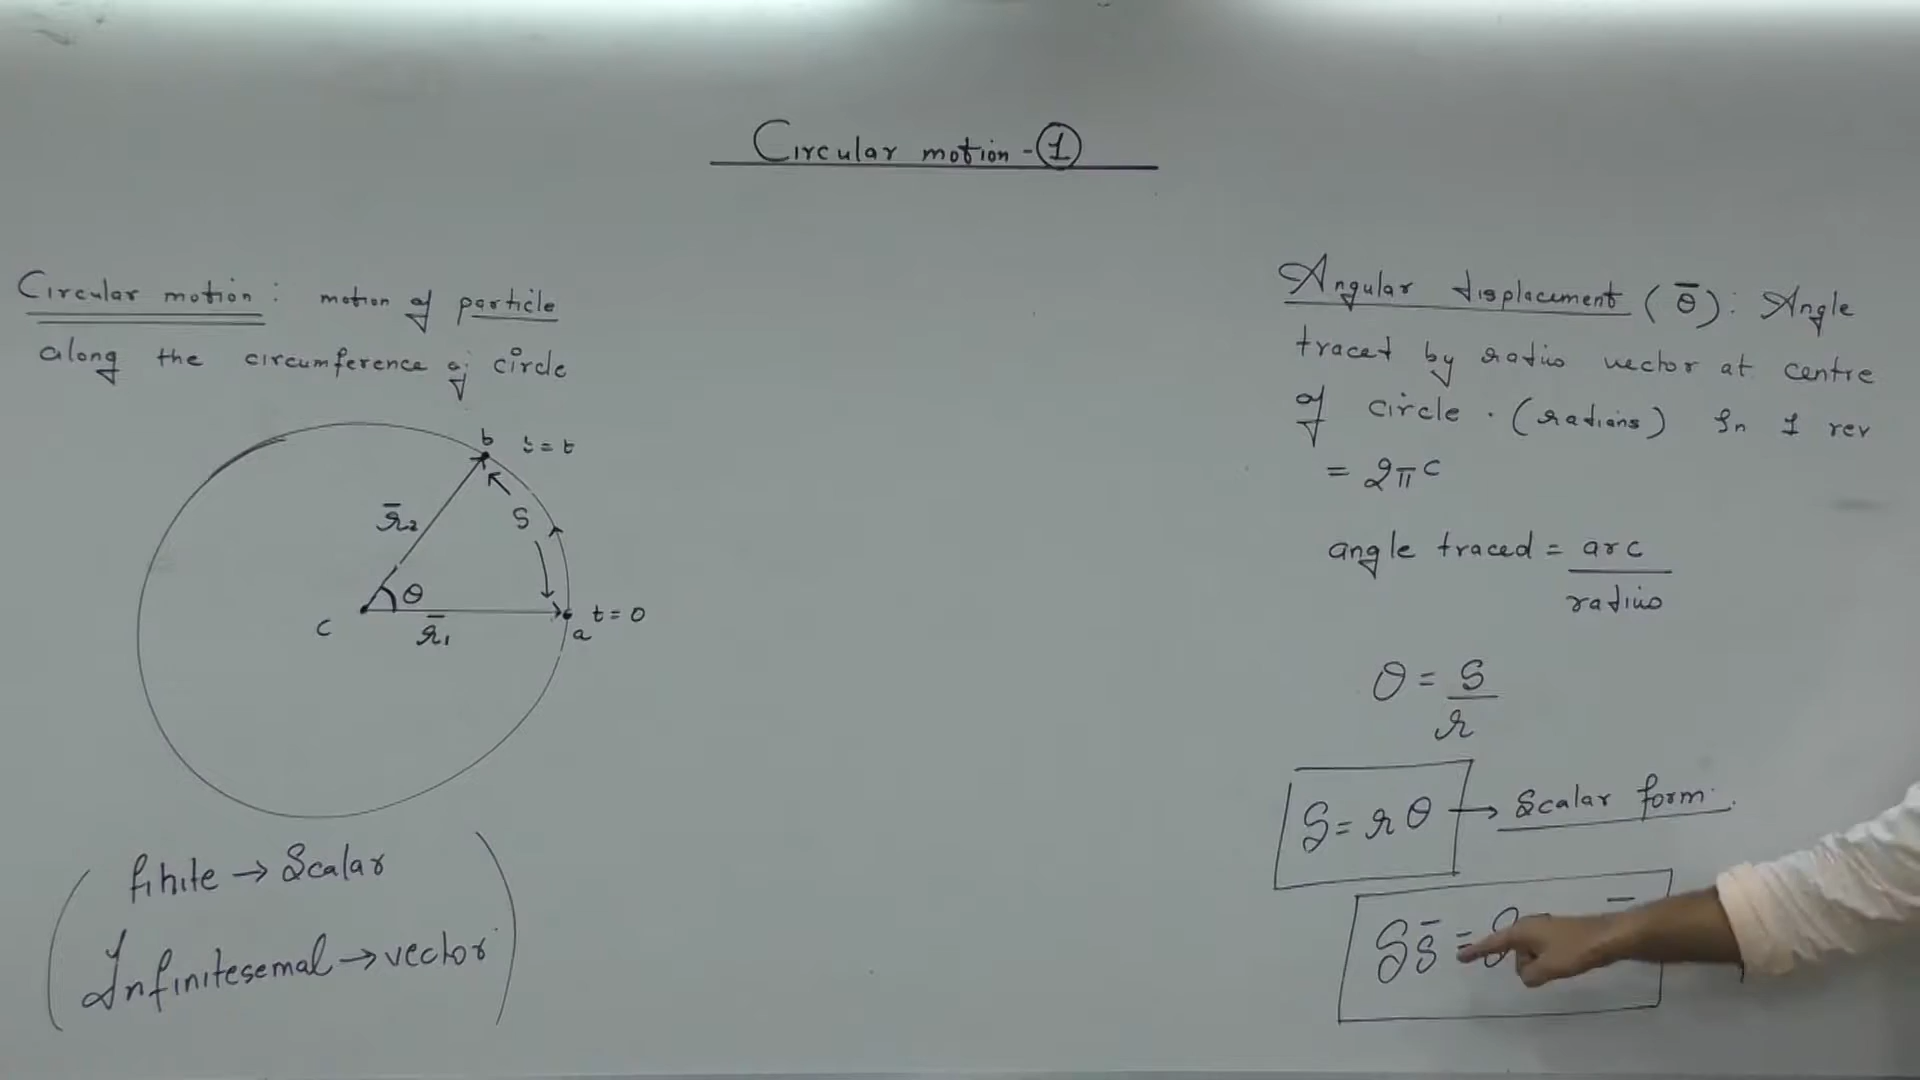 Circular motion - 1
Circular motion : motion of particle
along the circumference of circle
b t = t
r̄₂
S
θ
c
r̄₁
a t = 0
finite → Scalar
Infinitesemal → vector
Angular displacement (θ̄) : Angle
traced by radius vector at centre
of circle . (radians) In 1 rev
= 2πᶜ
angle traced = arc
radius
θ = S
r
S = r θ → Scalar form.
δs̄ =